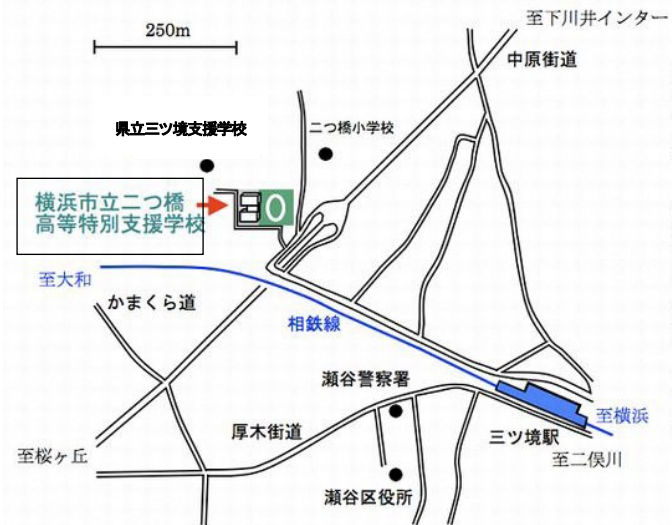 至下川井インター
250m
中原街道
県立三ツ境支援学校
二つ橋小学校
横浜市立二つ橋
高等特別支援学校
至大和
かまくら道
相鉄線
瀬谷警察署
至横浜
厚木街道
三ツ境駅
至桜ヶ丘
至二俣川
瀬谷区役所